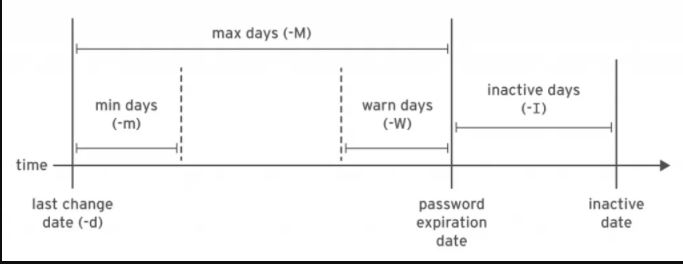 max days (-M)
min days
(-m)
warn days
(-W)
inactive days
(-I)
time
last change
date (-d)
password
expiration
date
inactive
date